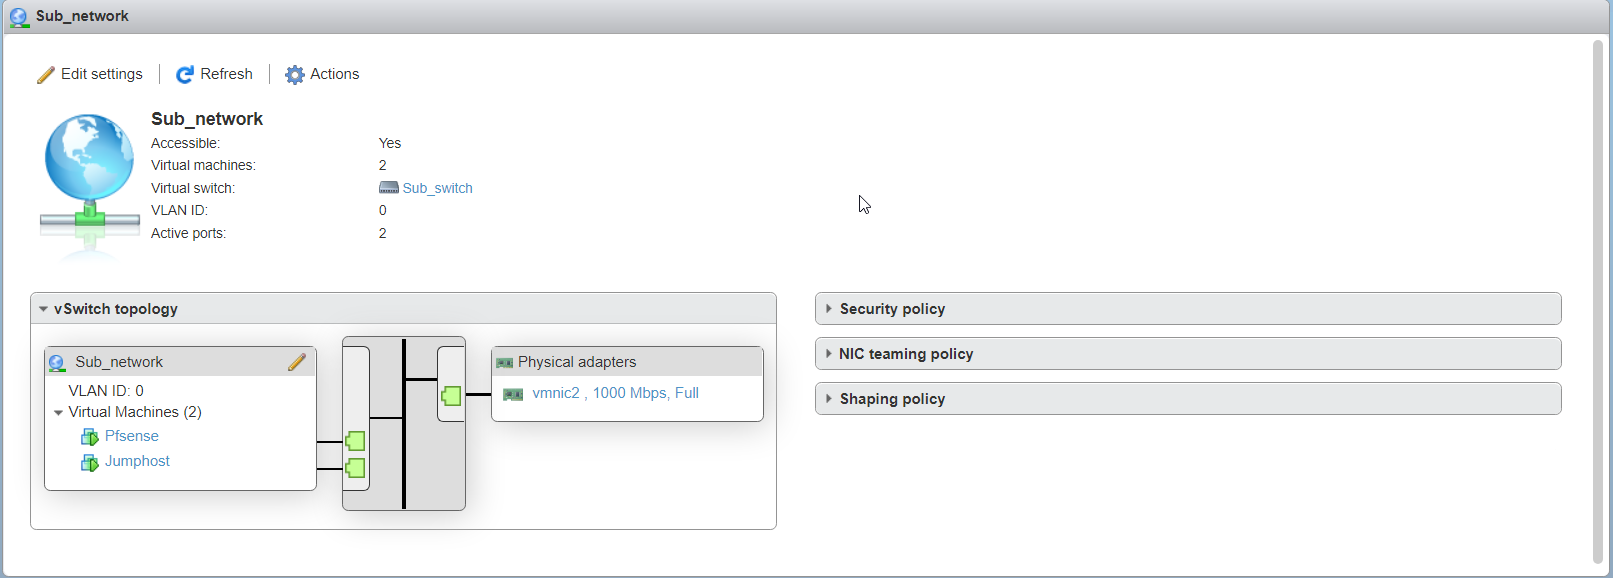 Sub_network
Edit settings
Refresh
Actions
Sub_network
Accessible: Yes
Virtual machines: 2
Virtual switch: Sub_switch
VLAN ID: 0
Active ports: 2
vSwitch topology
Sub_network
VLAN ID: 0
Virtual Machines (2)
Pfsense
Jumphost
Physical adapters
vmnic2 , 1000 Mbps, Full
Security policy
NIC teaming policy
Shaping policy